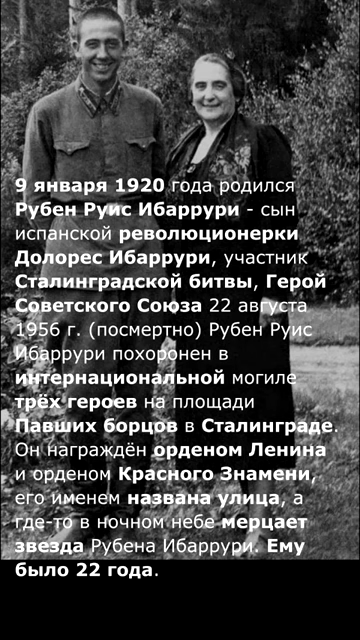 9 января 1920 года родился
Рубен Руис Ибаррури - сын
испанской революционерки
Долорес Ибаррури, участник
Сталинградской битвы, Герой
Советского Союза 22 августа
1956 г. (посмертно) Рубен Руис
Ибаррури похоронен в
интернациональной могиле
трёх героев на площади
Павших борцов в Сталинграде.
Он награждён орденом Ленина
и орденом Красного Знамени,
его именем названа улица, а
где-то в ночном небе мерцает
звезда Рубена Ибаррури. Ему
было 22 года.